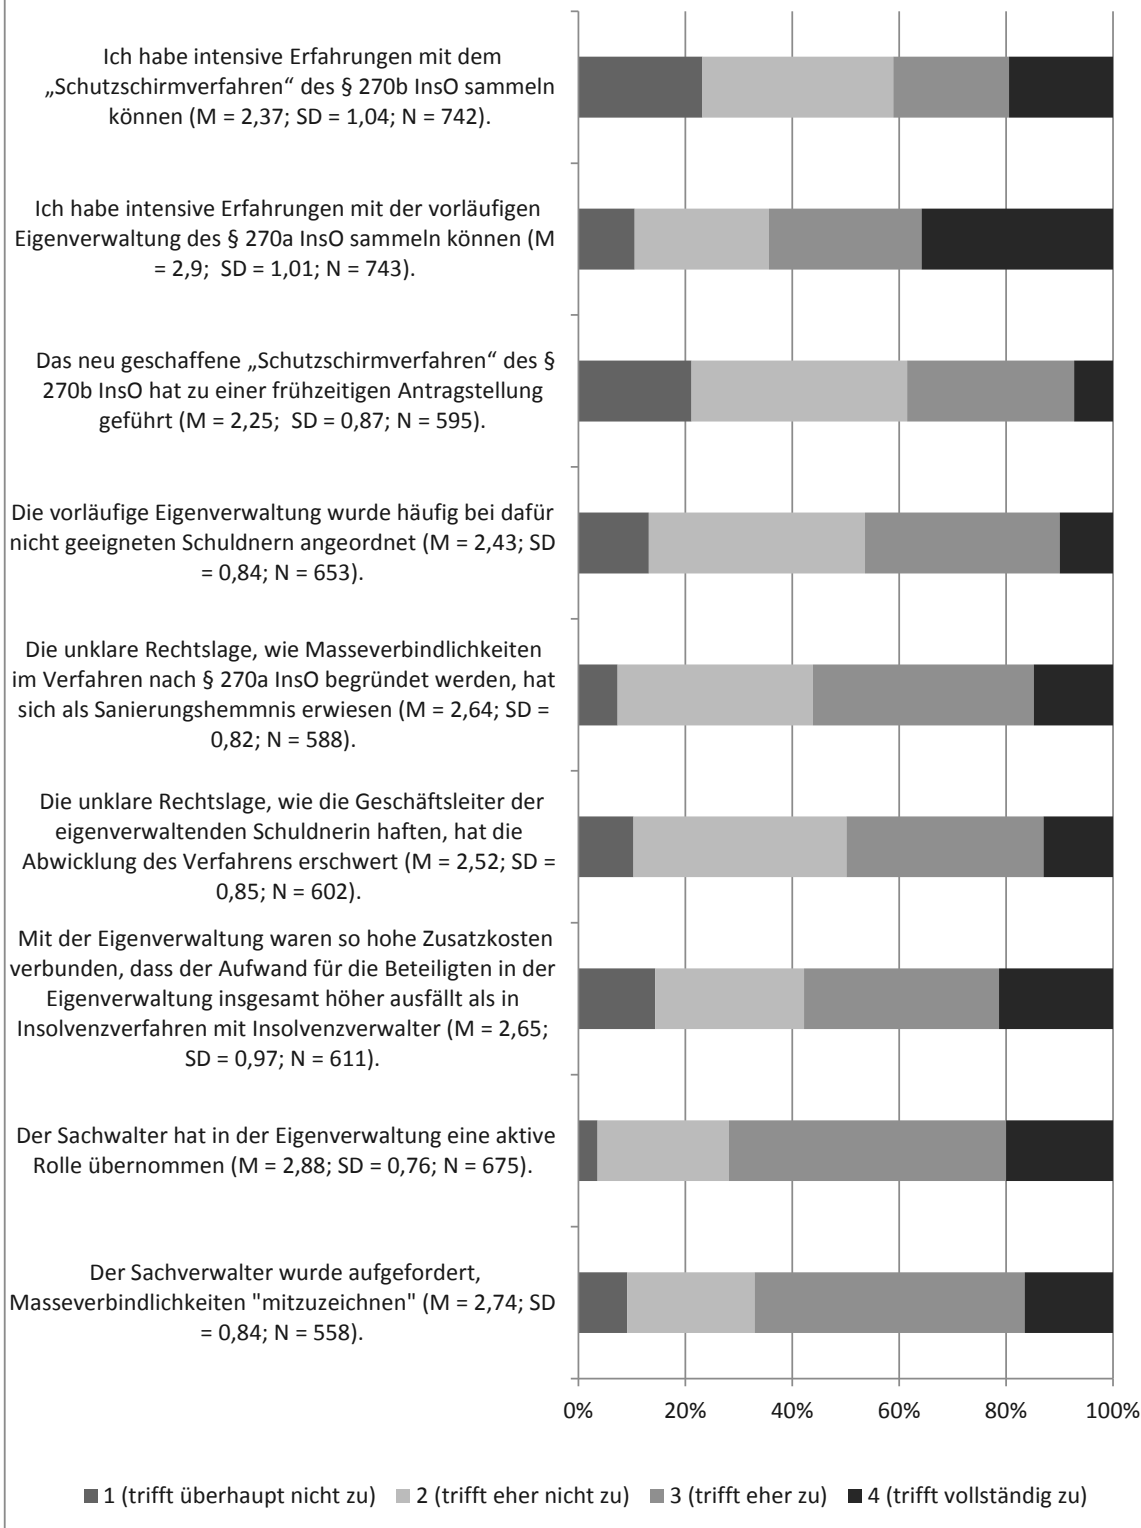 Ich habe intensive Erfahrungen mit dem
„Schutzschirmverfahren“ des § 270b InsO sammeln
können (M = 2,37; SD = 1,04; N = 742).
Ich habe intensive Erfahrungen mit der vorläufigen
Eigenverwaltung des § 270a InsO sammeln können (M
= 2,9; SD = 1,01; N = 743).
Das neu geschaffene „Schutzschirmverfahren“ des §
270b InsO hat zu einer frühzeitigen Antragstellung
geführt (M = 2,25; SD = 0,87; N = 595).
Die vorläufige Eigenverwaltung wurde häufig bei dafür
nicht geeigneten Schuldnern angeordnet (M = 2,43; SD
= 0,84; N = 653).
Die unklare Rechtslage, wie Masseverbindlichkeiten
im Verfahren nach § 270a InsO begründet werden, hat
sich als Sanierungshemmnis erwiesen (M = 2,64; SD =
0,82; N = 588).
Die unklare Rechtslage, wie die Geschäftsleiter der
eigenverwaltenden Schuldnerin haften, hat die
Abwicklung des Verfahrens erschwert (M = 2,52; SD =
0,85; N = 602).
Mit der Eigenverwaltung waren so hohe Zusatzkosten
verbunden, dass der Aufwand für die Beteiligten in der
Eigenverwaltung insgesamt höher ausfällt als in
Insolvenzverfahren mit Insolvenzverwalter (M = 2,65;
SD = 0,97; N = 611).
Der Sachwalter hat in der Eigenverwaltung eine aktive
Rolle übernommen (M = 2,88; SD = 0,76; N = 675).
Der Sachverwalter wurde aufgefordert,
Masseverbindlichkeiten "mitzuzeichnen" (M = 2,74; SD
= 0,84; N = 558).
0% 20% 40% 60% 80% 100%
1 (trifft überhaupt nicht zu) 2 (trifft eher nicht zu) 3 (trifft eher zu) 4 (trifft vollständig zu)